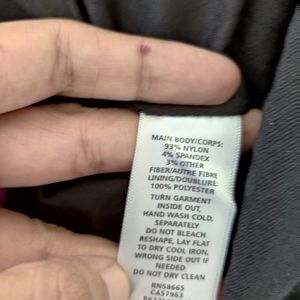 MAIN BODY/CORPS:
93% NYLON
4% SPANDEX
3% OTHER
FIBER/AUTRE FIBRE
LINING/DOUBLURE:
100% POLYESTER
TURN GARMENT
INSIDE OUT,
HAND WASH COLD,
SEPARATELY
DO NOT BLEACH
RESHAPE, LAY FLAT
TO DRY COOL IRON,
WRONG SIDE OUT IF
NEEDED
DO NOT DRY CLEAN
RN58665
CA57963